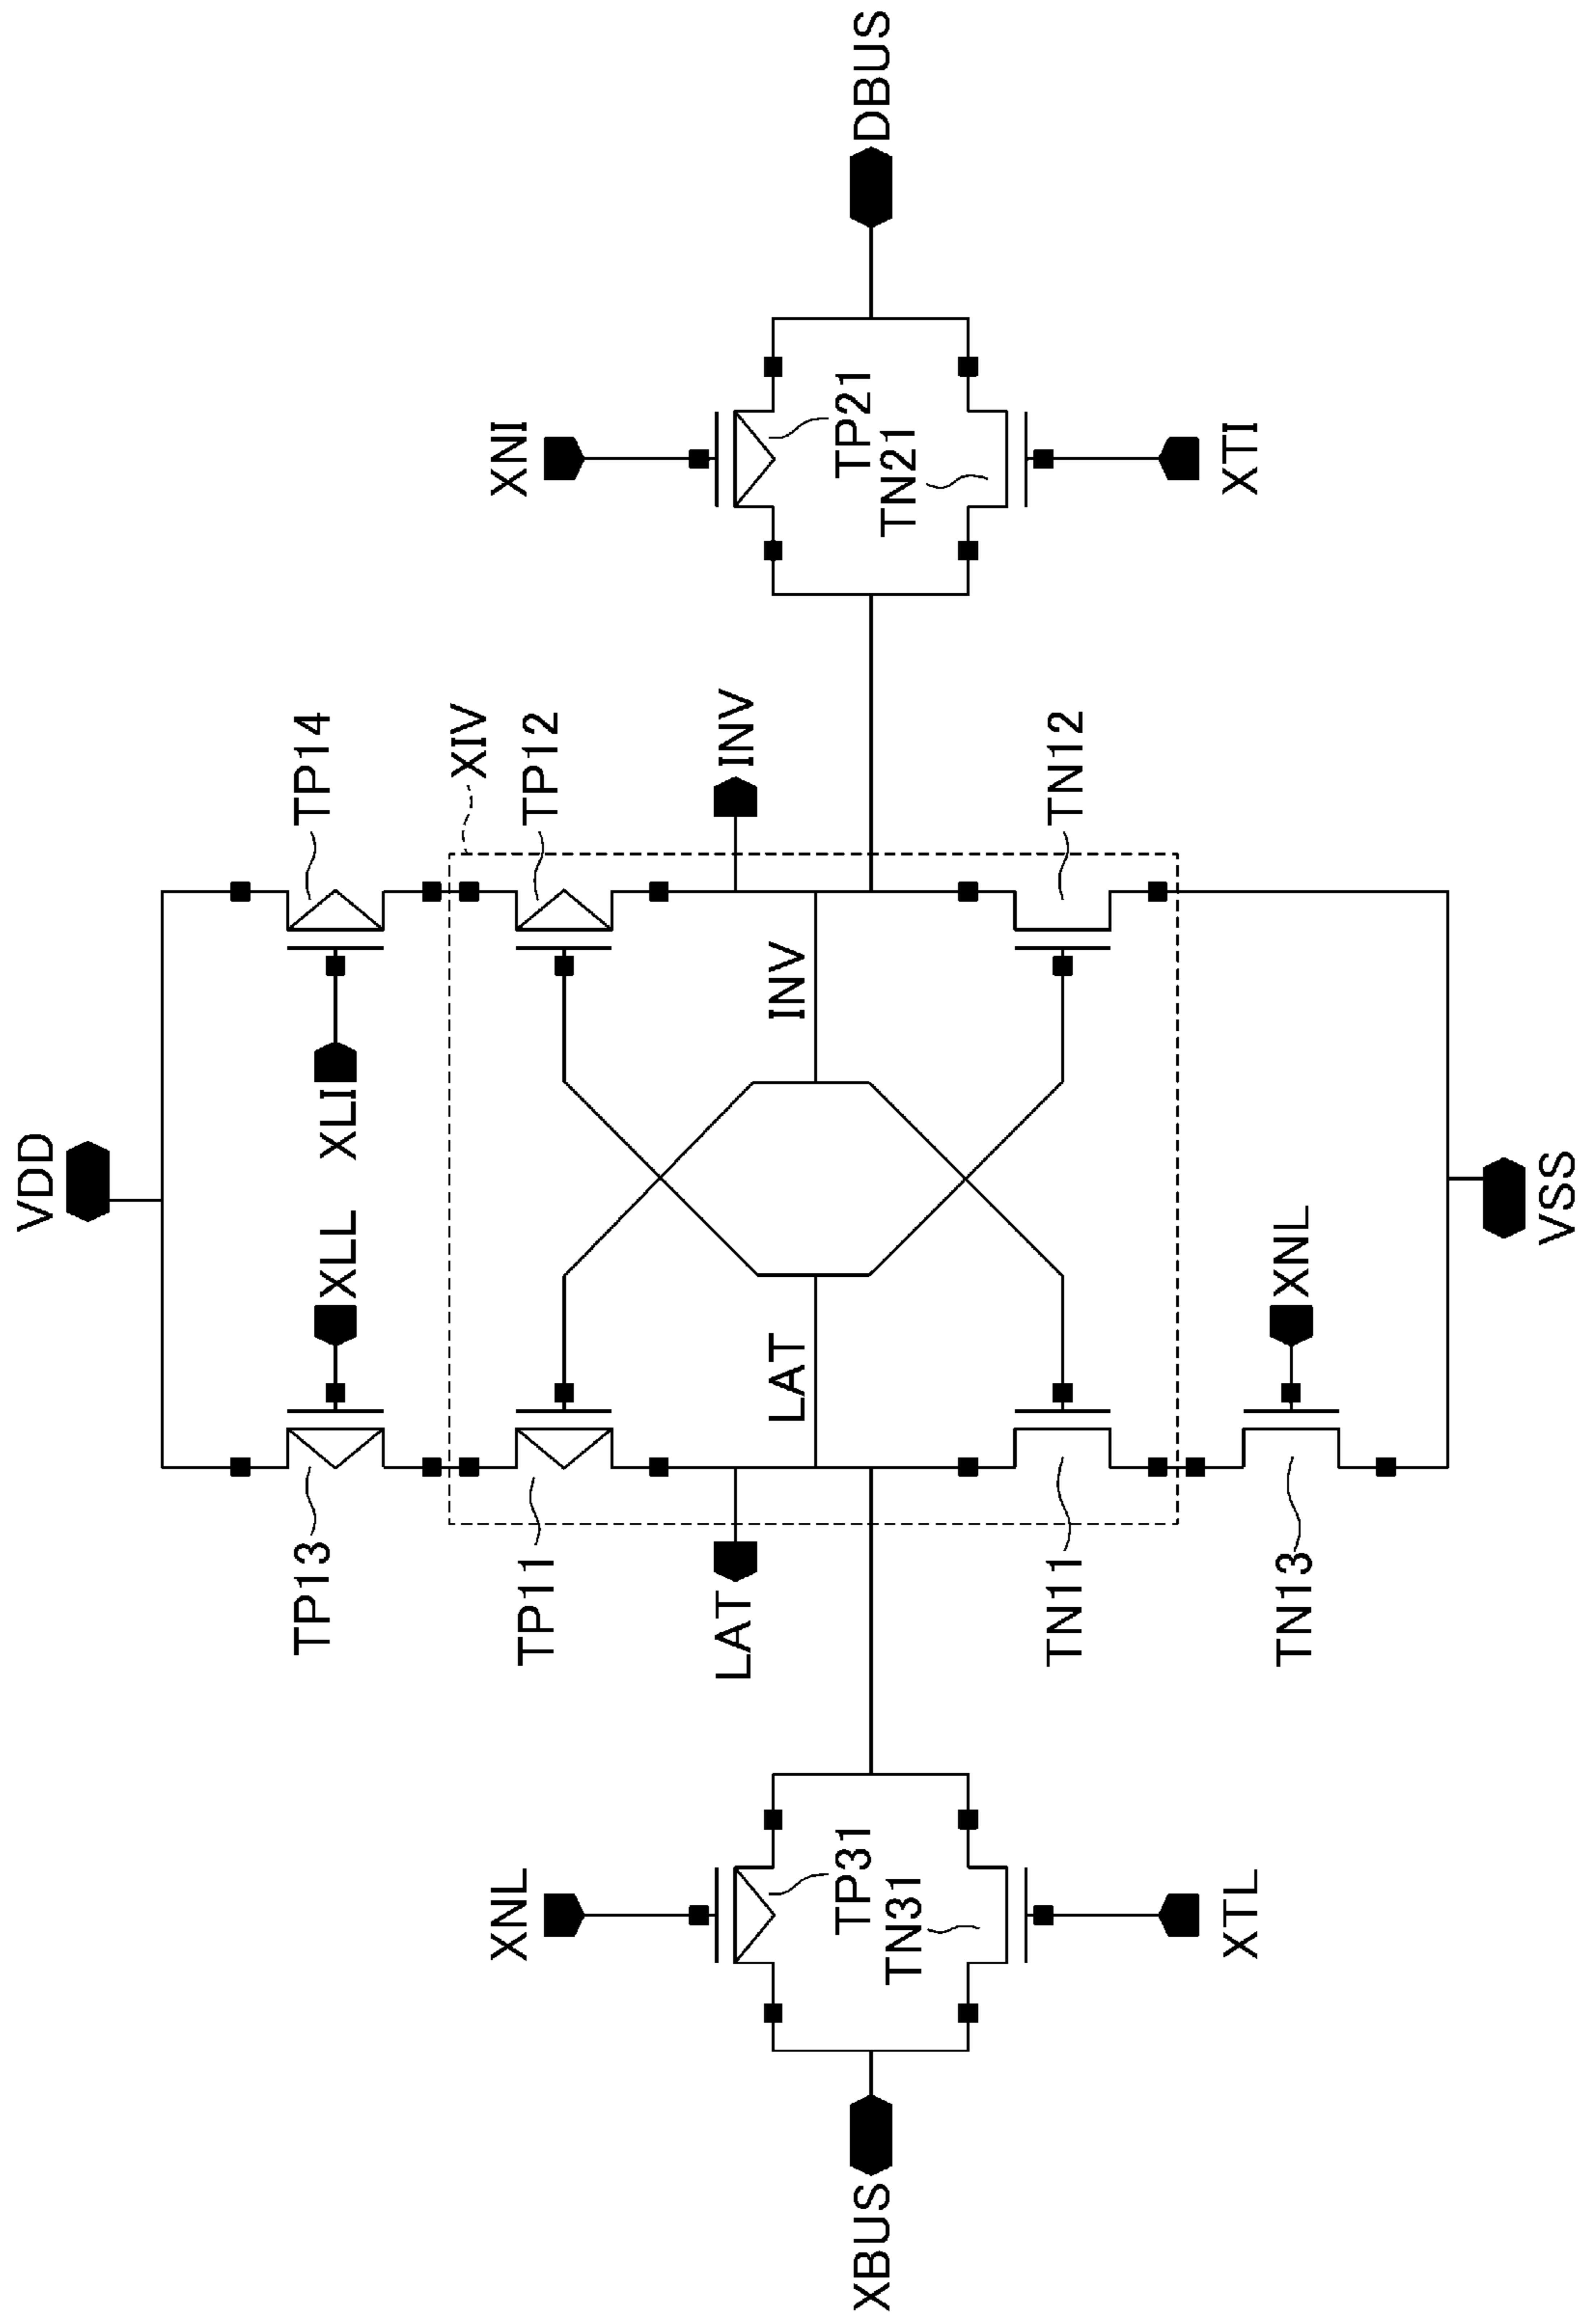 VDD
XLL
XLI
TP13
TP14
XIV
TP11
TP12
LAT
INV
LAT
INV
XNL
XNI
TP31
TN31
TP21
TN21
XBUS
DBUS
TN11
TN12
XTL
XTI
XNL
TN13
VSS